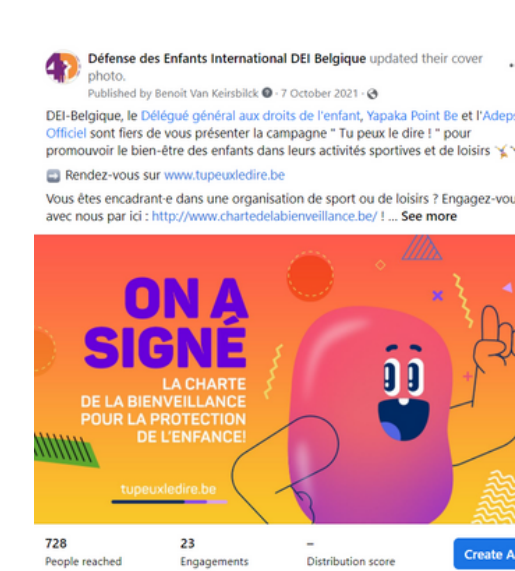 Défense des Enfants International DEI Belgique updated their cover
photo.
Published by Benoit Van Keirsbilck · 7 October 2021 ·
DEI-Belgique, le Délégué général aux droits de l'enfant, Yapaka Point Be et l'Adeps
Officiel sont fiers de vous présenter la campagne " Tu peux le dire ! " pour
promouvoir le bien-être des enfants dans leurs activités sportives et de loisirs
Rendez-vous sur www.tupeuxledire.be
Vous êtes encadrant·e dans une organisation de sport ou de loisirs ? Engagez-vou
avec nous par ici : http://www.chartedelabienveillance.be/ ! ... See more
ON A
SIGNÉ
LA CHARTE
DE LA BIENVEILLANCE
POUR LA PROTECTION
DE L'ENFANCE!
tupeuxledire.be
728 23 –
People reached Engagements Distribution score
Create A